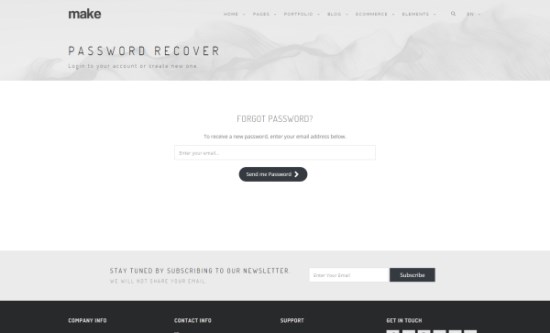 make
HOME PAGES PORTFOLIO BLOG ECOMMERCE ELEMENTS EN
PASSWORD RECOVER
Login to your account or create new one.
FORGOT PASSWORD?
To receive a new password, enter your email address below.
Enter your email...
Send me Password
STAY TUNED BY SUBSCRIBING TO OUR NEWSLETTER.
WE WILL NOT SHARE YOUR EMAIL.
Enter Your Email
Subscribe
COMPANY INFO CONTACT INFO SUPPORT GET IN TOUCH